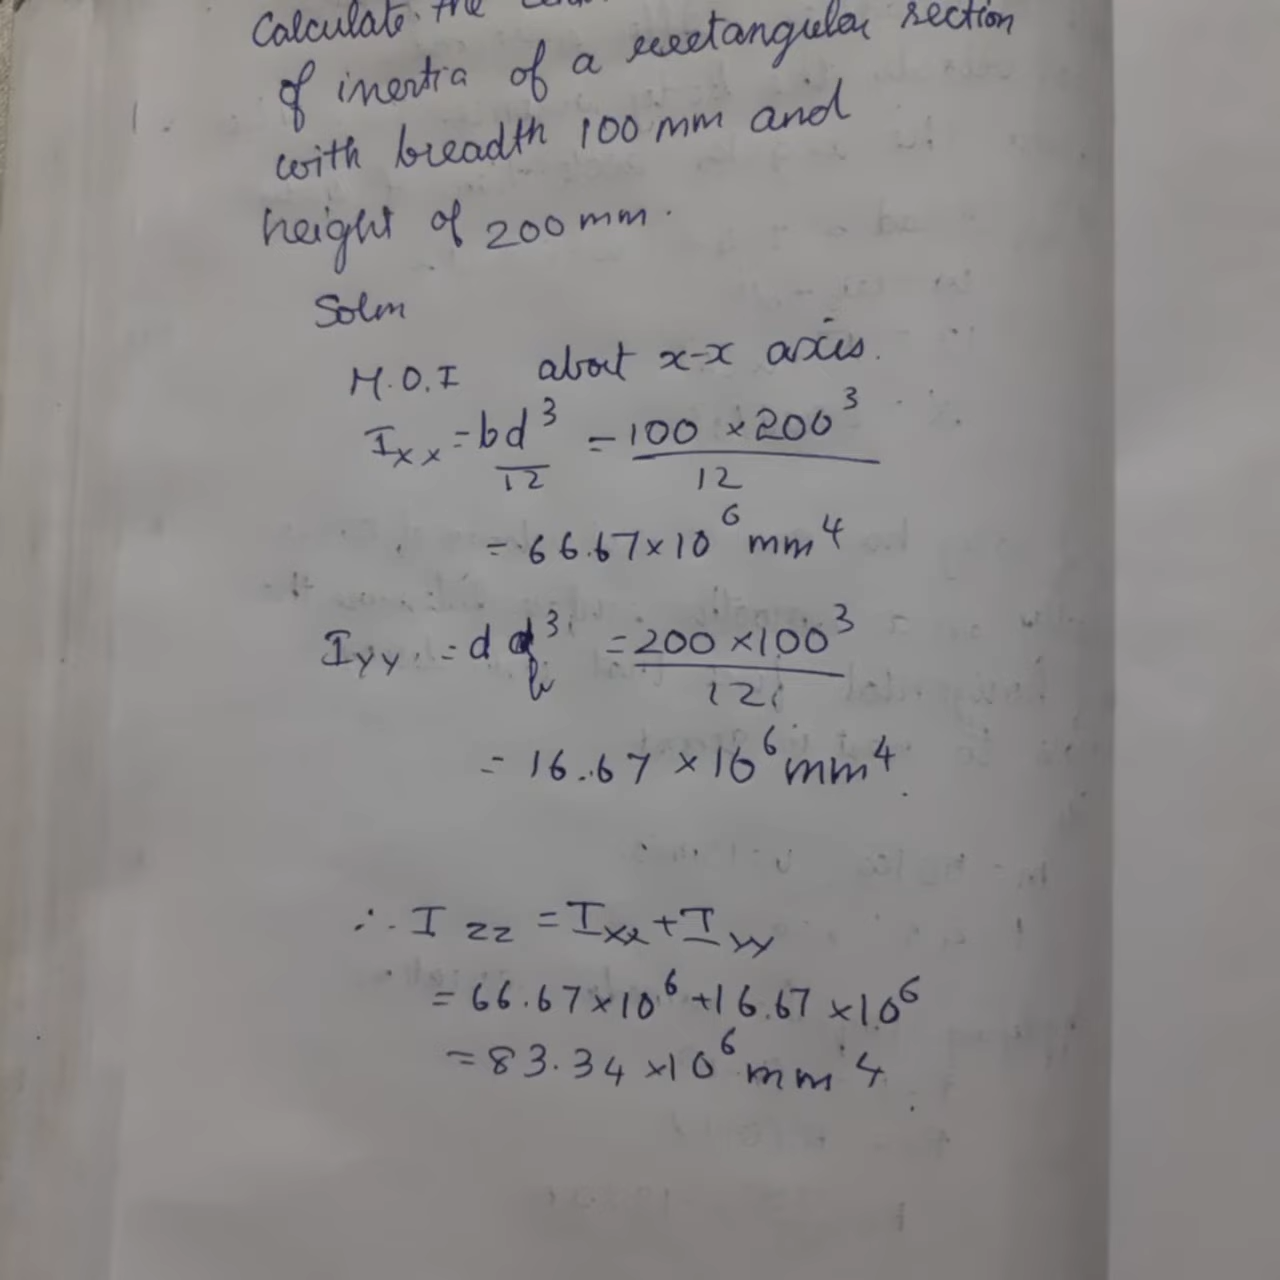 Calculate the
of inertia of a rectangular section
with breadth 100 mm and
height of 200 mm.
Soln
M.O.I about x-x axis.
Ixx = bd³/12 = 100 × 200³/12
= 66.67 × 10⁶ mm⁴
Iyy = d³ = 200 × 100³/12
= 16.67 × 10⁶ mm⁴
∴ Izz = Ixx + Iyy
= 66.67 × 10⁶ + 16.67 × 10⁶
= 83.34 × 10⁶ mm⁴